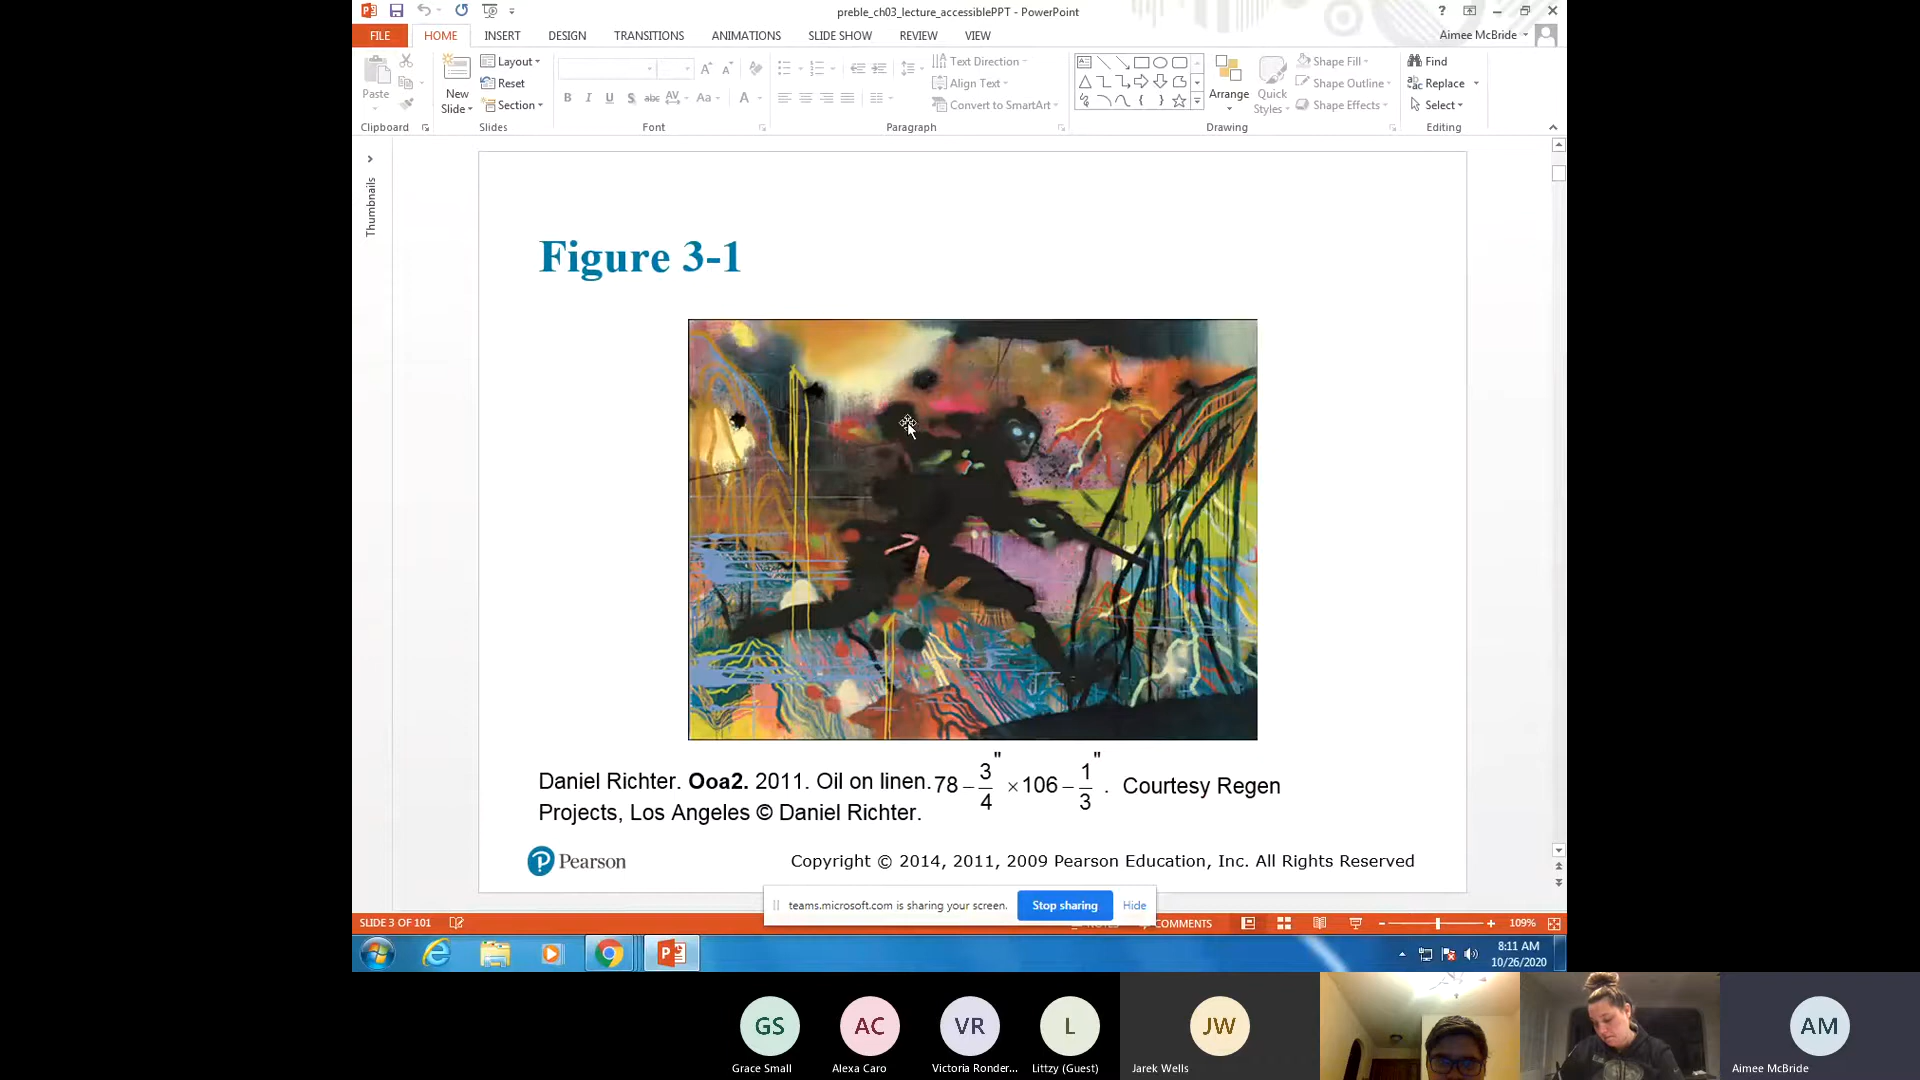 preble_ch03_lecture_accessiblePPT - PowerPoint
FILE HOME INSERT DESIGN TRANSITIONS ANIMATIONS SLIDE SHOW REVIEW VIEW
Aimee McBride
Paste
New
Slide
Layout
Reset
Section
B I U S abc AV Aa A
Text Direction
Align Text
Convert to SmartArt
Arrange
Quick
Styles
Shape Fill
Shape Outline
Shape Effects
Find
Replace
Select
Clipboard Slides Font Paragraph Drawing Editing
Thumbnails
Figure 3-1
Daniel Richter. Ooa2. 2011. Oil on linen. 78 – 3/4 " × 106 – 1/3 ". Courtesy Regen
Projects, Los Angeles © Daniel Richter.
Pearson
Copyright © 2014, 2011, 2009 Pearson Education, Inc. All Rights Reserved
teams.microsoft.com is sharing your screen. Stop sharing Hide
SLIDE 3 OF 101
COMMENTS
109%
8:11 AM
10/26/2020
GS AC VR L JW AM
Grace Small Alexa Caro Victoria Ronder... Littzy (Guest) Jarek Wells Aimee McBride